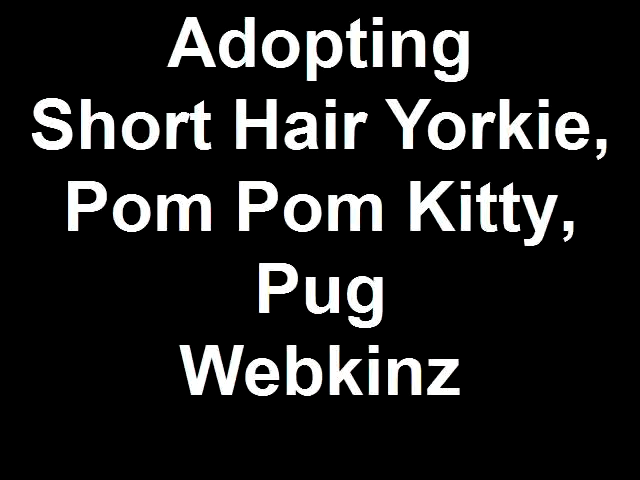 Adopting
Short Hair Yorkie,
Pom Pom Kitty,
Pug
Webkinz